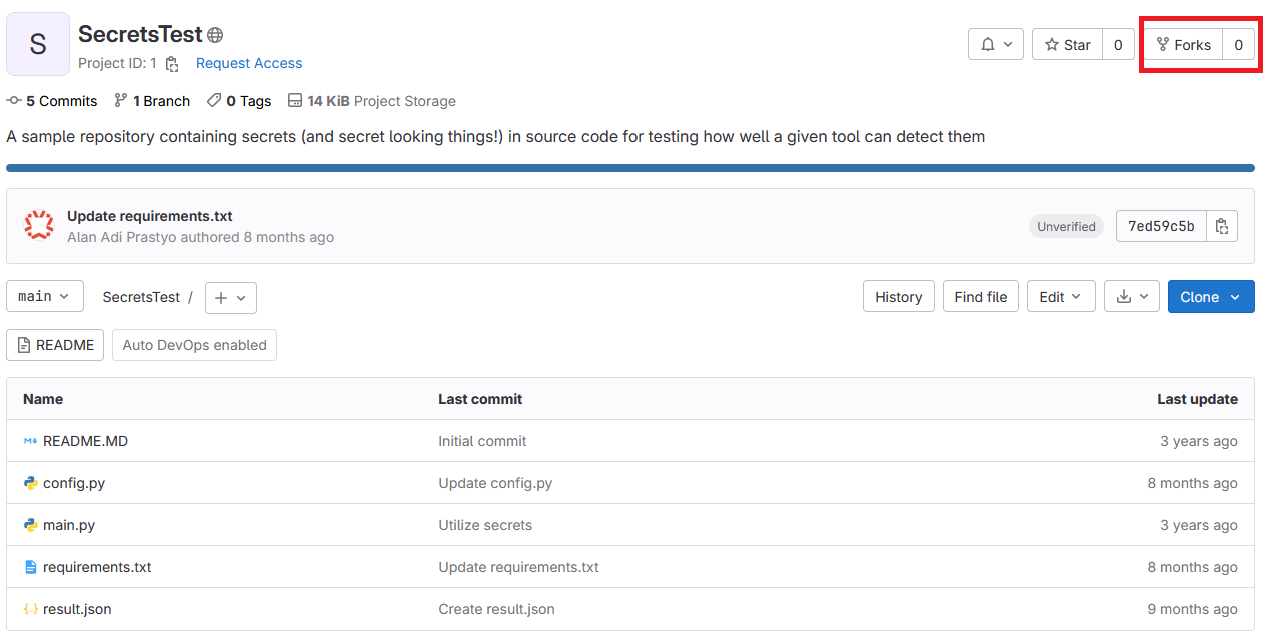 S
SecretsTest
Star 0
Forks 0
Project ID: 1 Request Access
5 Commits 1 Branch 0 Tags 14 KiB Project Storage
A sample repository containing secrets (and secret looking things!) in source code for testing how well a given tool can detect them
Update requirements.txt
Alan Adi Prastyo authored 8 months ago
Unverified 7ed59c5b
main SecretsTest / + History Find file Edit Clone
README Auto DevOps enabled
Name Last commit Last update
README.MD Initial commit 3 years ago
config.py Update config.py 8 months ago
main.py Utilize secrets 3 years ago
requirements.txt Update requirements.txt 8 months ago
result.json Create result.json 9 months ago